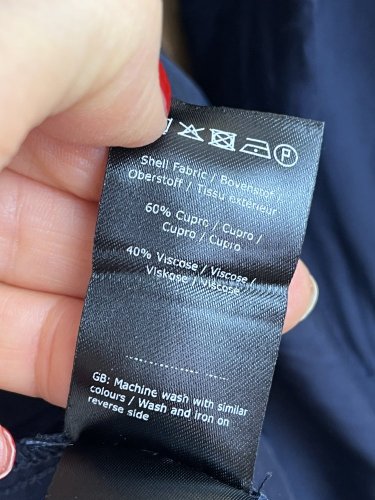 P
Shell Fabric / Bovenstof /
Oberstoff / Tissu extérieur
60% Cupro / Cupro /
Cupro / Cupro
40% Viscose / Viscose /
Viskose / Viscose
GB: Machine wash with similar
colours / Wash and iron on
reverse side